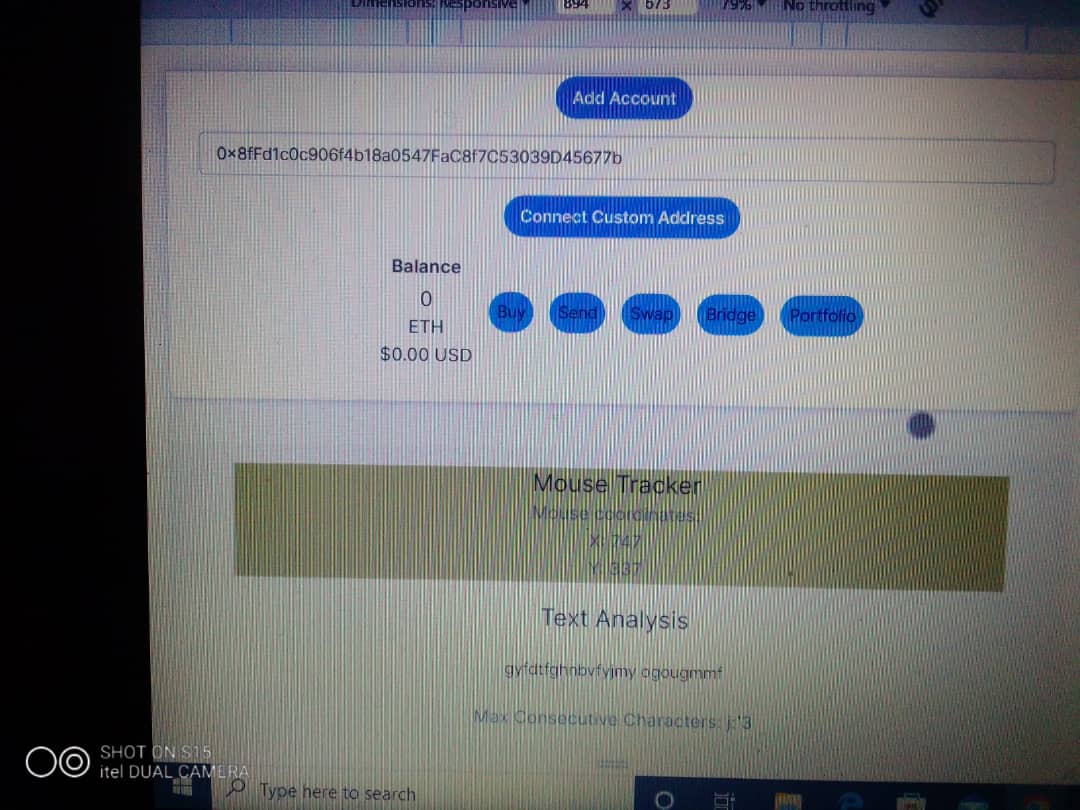 Dimensions: Responsive 894 × 673 79% No throttling
Add Account
0x8fFd1c0c906f4b18a0547FaC8f7C53039D45677b
Connect Custom Address
Balance
0
ETH
$0.00 USD
Buy Send Swap Bridge Portfolio
Mouse Tracker
Mouse coordinates:
X: 747
Y: 337
Text Analysis
gyfdtfghnbvfyjmy ogougmmf
Max Consecutive Characters: j:'3
SHOT ON S15
itel DUAL CAMERA
Type here to search